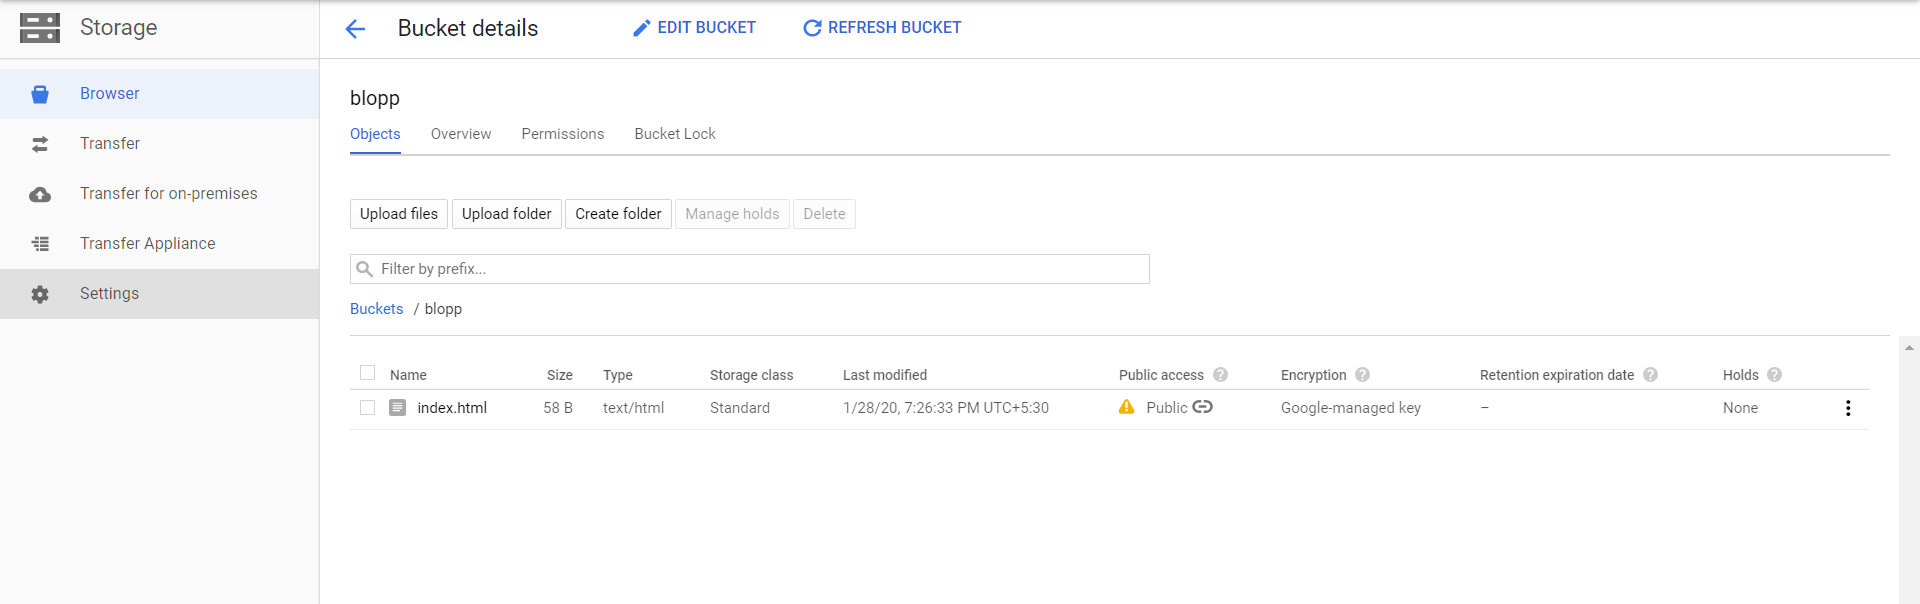 Storage
Bucket details
EDIT BUCKET
REFRESH BUCKET
Browser
Transfer
Transfer for on-premises
Transfer Appliance
Settings
blopp
Objects Overview Permissions Bucket Lock
Upload files Upload folder Create folder Manage holds Delete
Filter by prefix...
Buckets / blopp
Name Size Type Storage class Last modified Public access ? Encryption ? Retention expiration date ? Holds ?
index.html 58 B text/html Standard 1/28/20, 7:26:33 PM UTC+5:30 Public Google-managed key – None